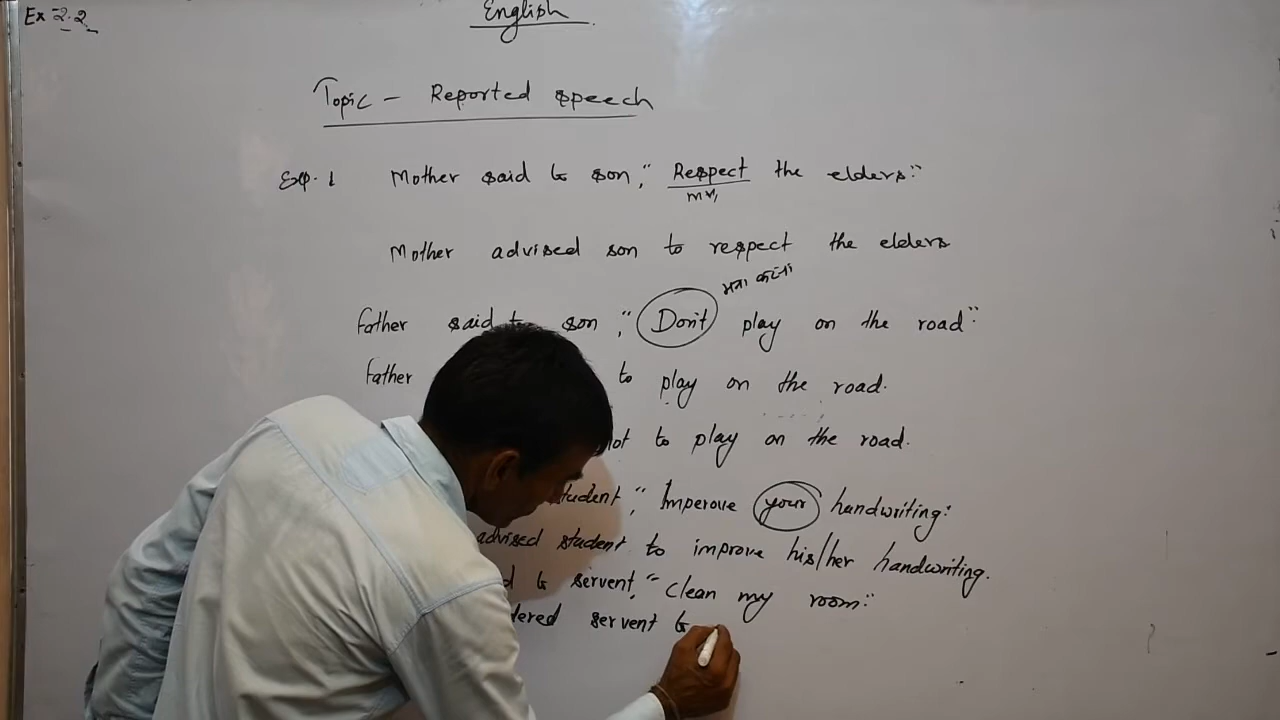 Ex 2.2
English
Topic - Reported speech
Exp. 1 Mother said to son, " Respect the elders."
Mother advised son to respect the elders
मना करना
father said to son, " Don't play on the road"
father to play on the road.
not to play on the road.
student, " Imperove your handwriting."
advised student to improve his/her handwriting.
to servent, " clean my room."
servent to